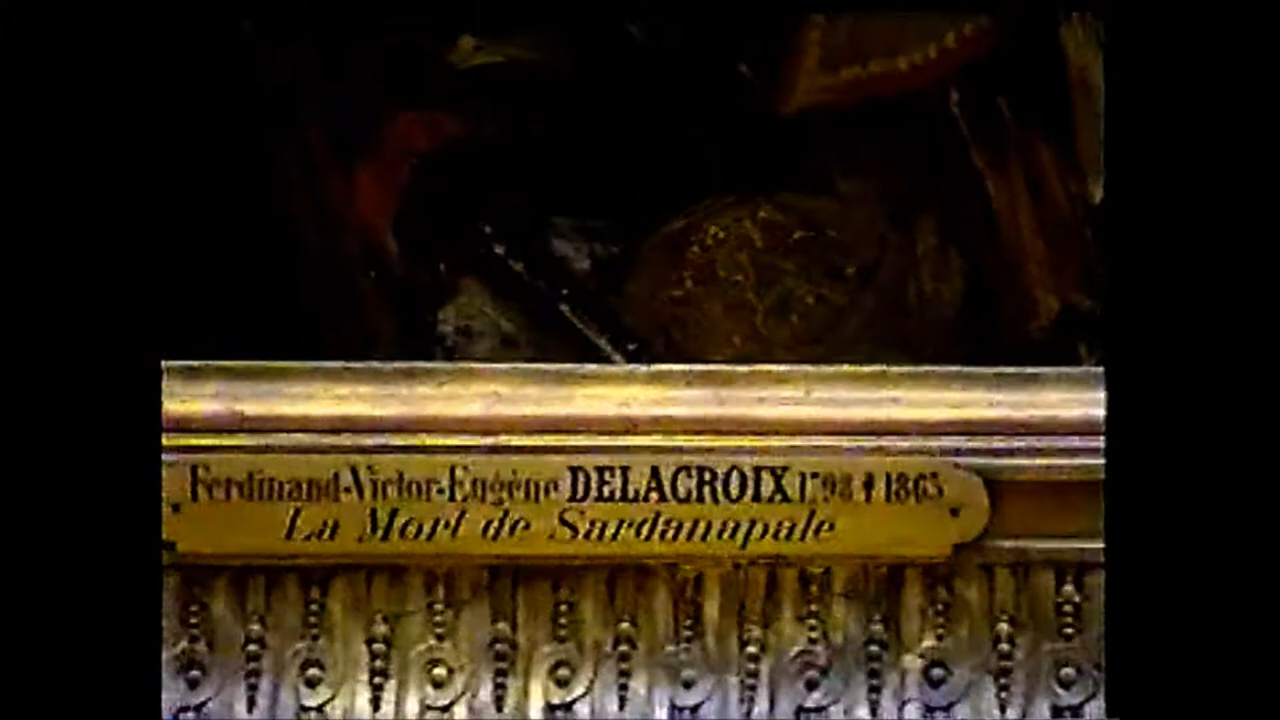 Ferdinand-Victor-Eugène DELACROIX 1798 † 1863
La Mort de Sardanapale